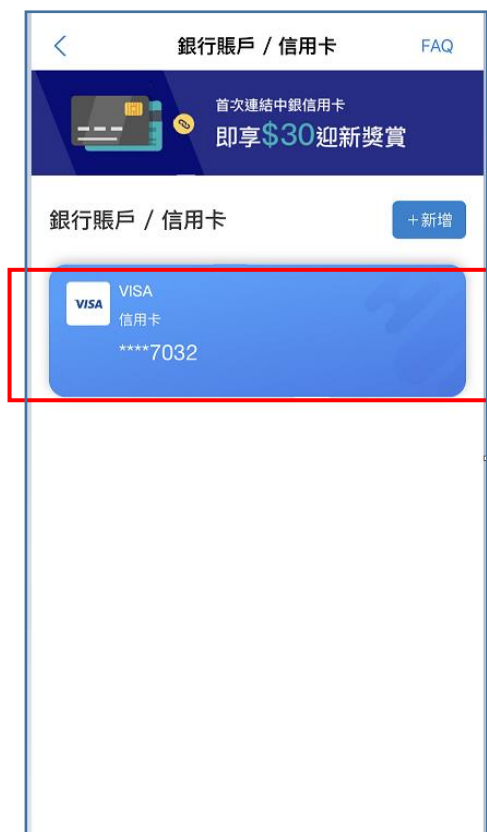 銀行賬戶 / 信用卡 FAQ
首次連結中銀信用卡
即享$30迎新獎賞
銀行賬戶 / 信用卡 +新增
VISA VISA
信用卡
****7032